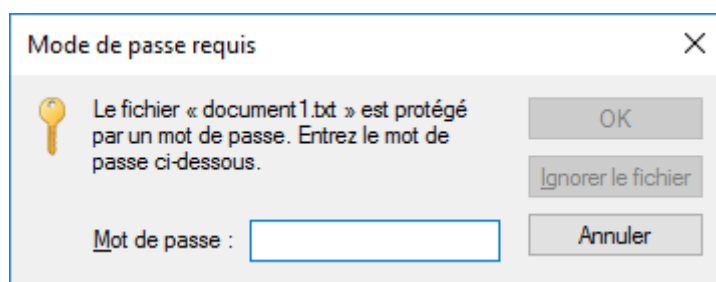 Mode de passe requis
Le fichier « document1.txt » est protégé
par un mot de passe. Entrez le mot de
passe ci-dessous.
OK
Ignorer le fichier
Mot de passe :
Annuler